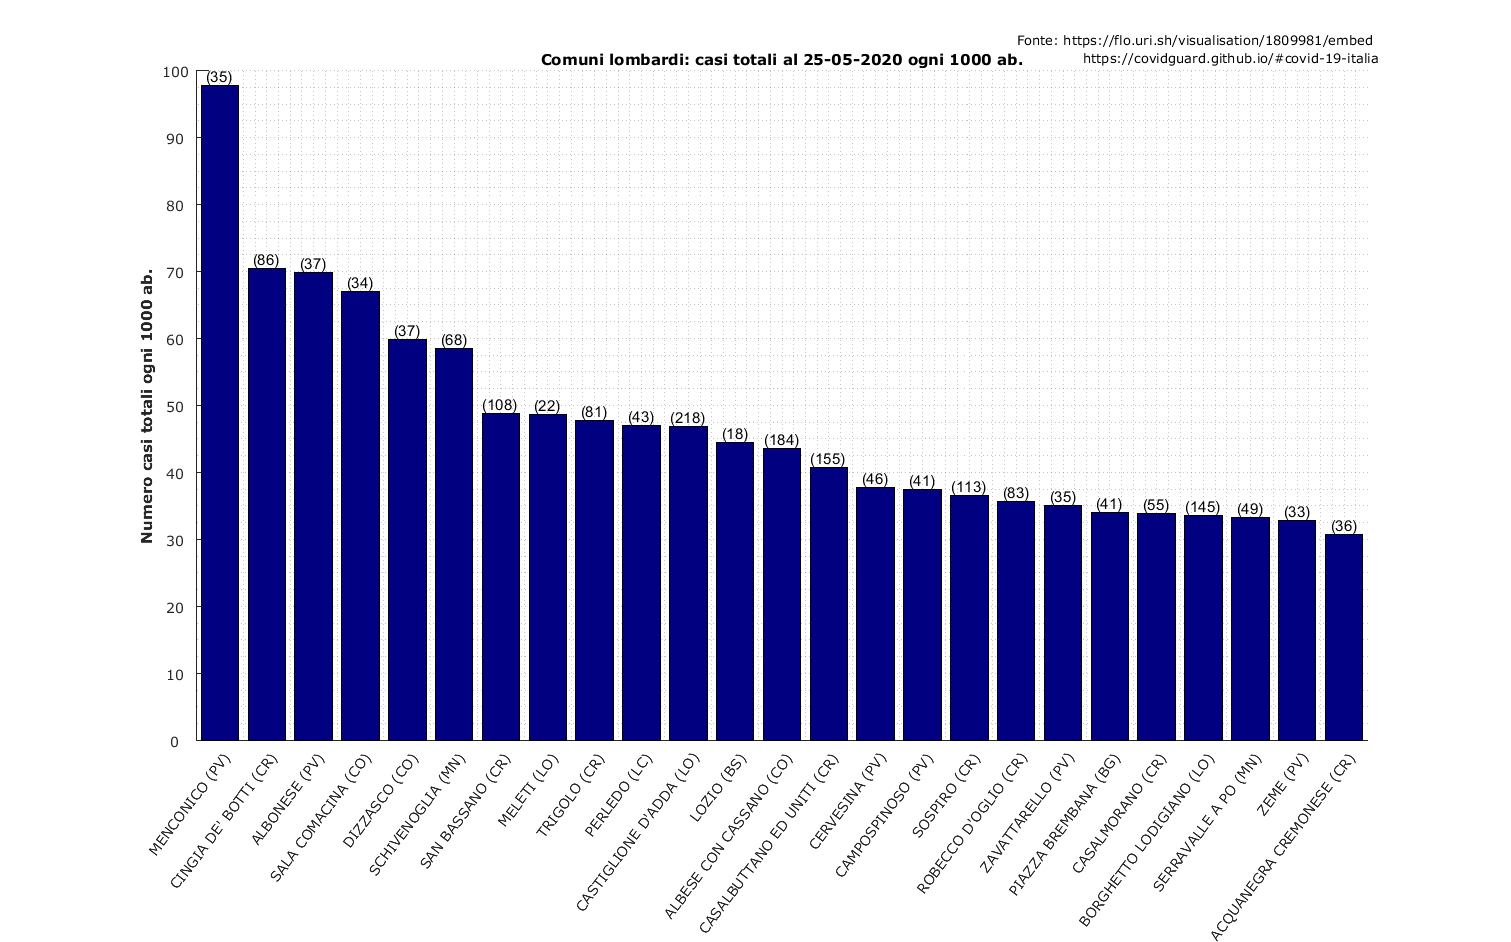 Fonte: https://flo.uri.sh/visualisation/1809981/embed
Comuni lombardi: casi totali al 25-05-2020 ogni 1000 ab.
https://covidguard.github.io/#covid-19-italia
Numero casi totali ogni 1000 ab.
100
90
80
70
60
50
40
30
20
10
0
(35)
(86)
(37)
(34)
(37)
(68)
(108)
(22)
(81)
(43)
(218)
(18)
(184)
(155)
(46)
(41)
(113)
(83)
(35)
(41)
(55)
(145)
(49)
(33)
(36)
MENCONICO (PV)
CINGIA DE' BOTTI (CR)
ALBONESE (PV)
SALA COMACINA (CO)
DIZZASCO (CO)
SCHIVENOGLIA (MN)
SAN BASSANO (CR)
MELETI (LO)
TRIGOLO (CR)
PERLEDO (LC)
CASTIGLIONE D'ADDA (LO)
LOZIO (BS)
ALBESE CON CASSANO (CO)
CASALBUTTANO ED UNITI (CR)
CERVESINA (PV)
CAMPOSPINOSO (PV)
SOSPIRO (CR)
ROBECCO D'OGLIO (CR)
ZAVATTARELLO (PV)
PIAZZA BREMBANA (BG)
CASALMORANO (CR)
BORGHETTO LODIGIANO (LO)
SERRAVALLE A PO (MN)
ZEME (PV)
ACQUANEGRA CREMONESE (CR)